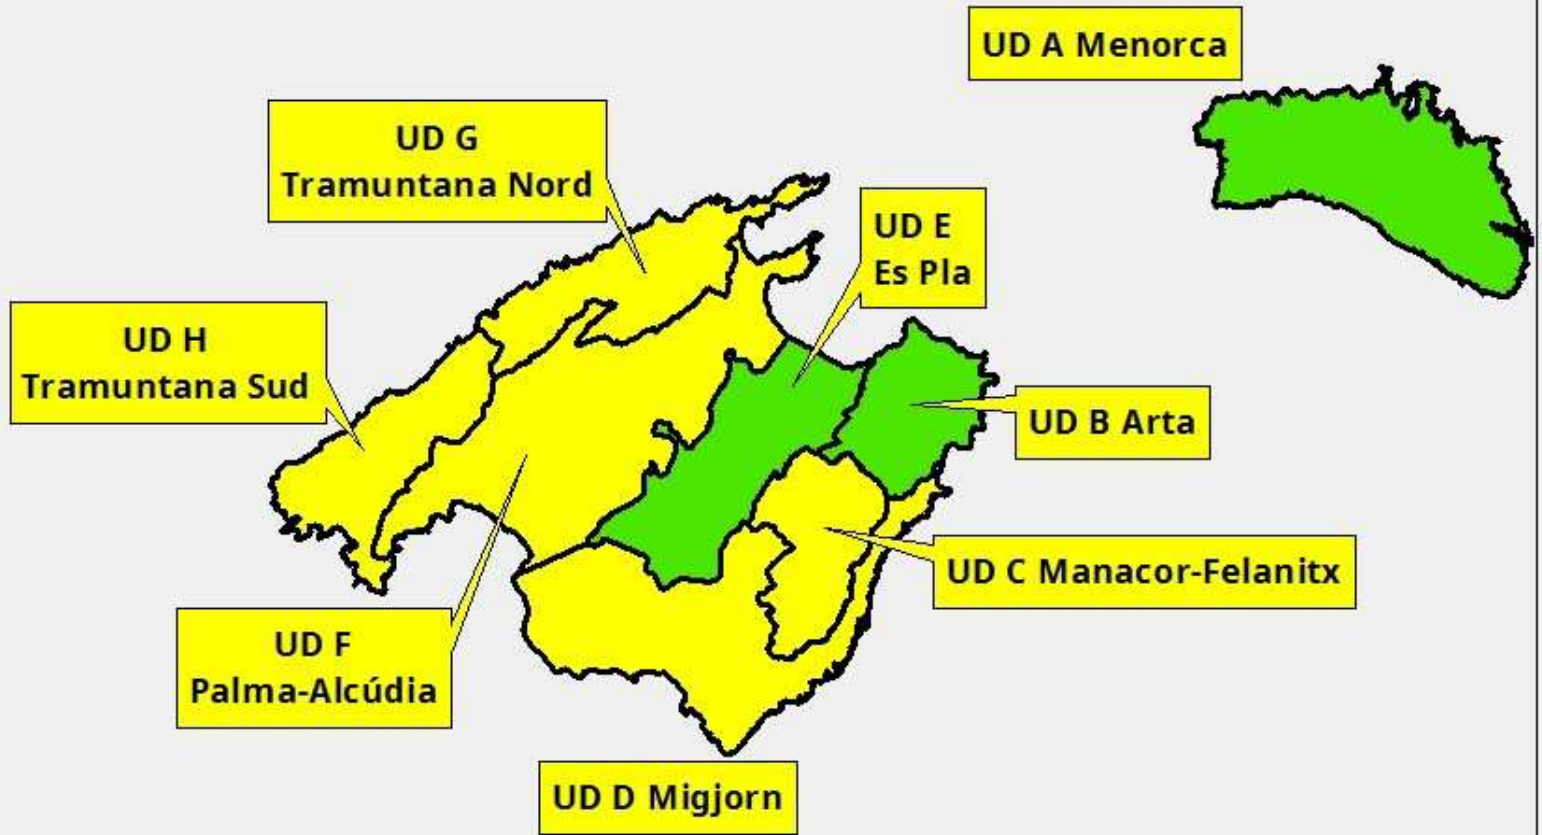 UD A Menorca
UD G
Tramuntana Nord
UD E
Es Pla
UD H
Tramuntana Sud
UD B Arta
UD C Manacor-Felanitx
UD F
Palma-Alcúdia
UD D Migjorn